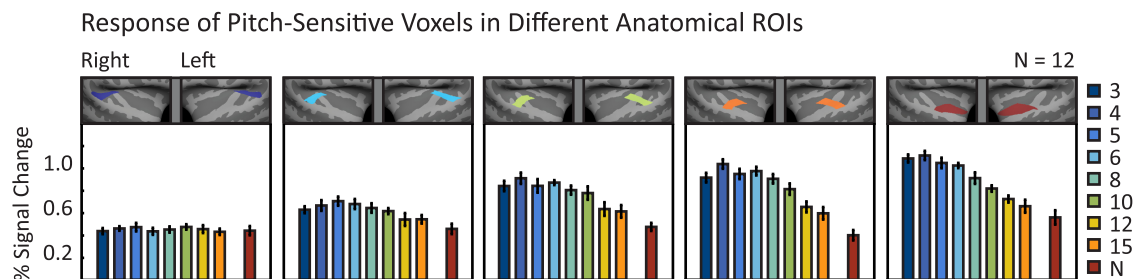 Response of Pitch-Sensitive Voxels in Different Anatomical ROIs
Right Left N = 12
% Signal Change
1.0
0.6
0.2
3
4
5
6
8
10
12
15
N